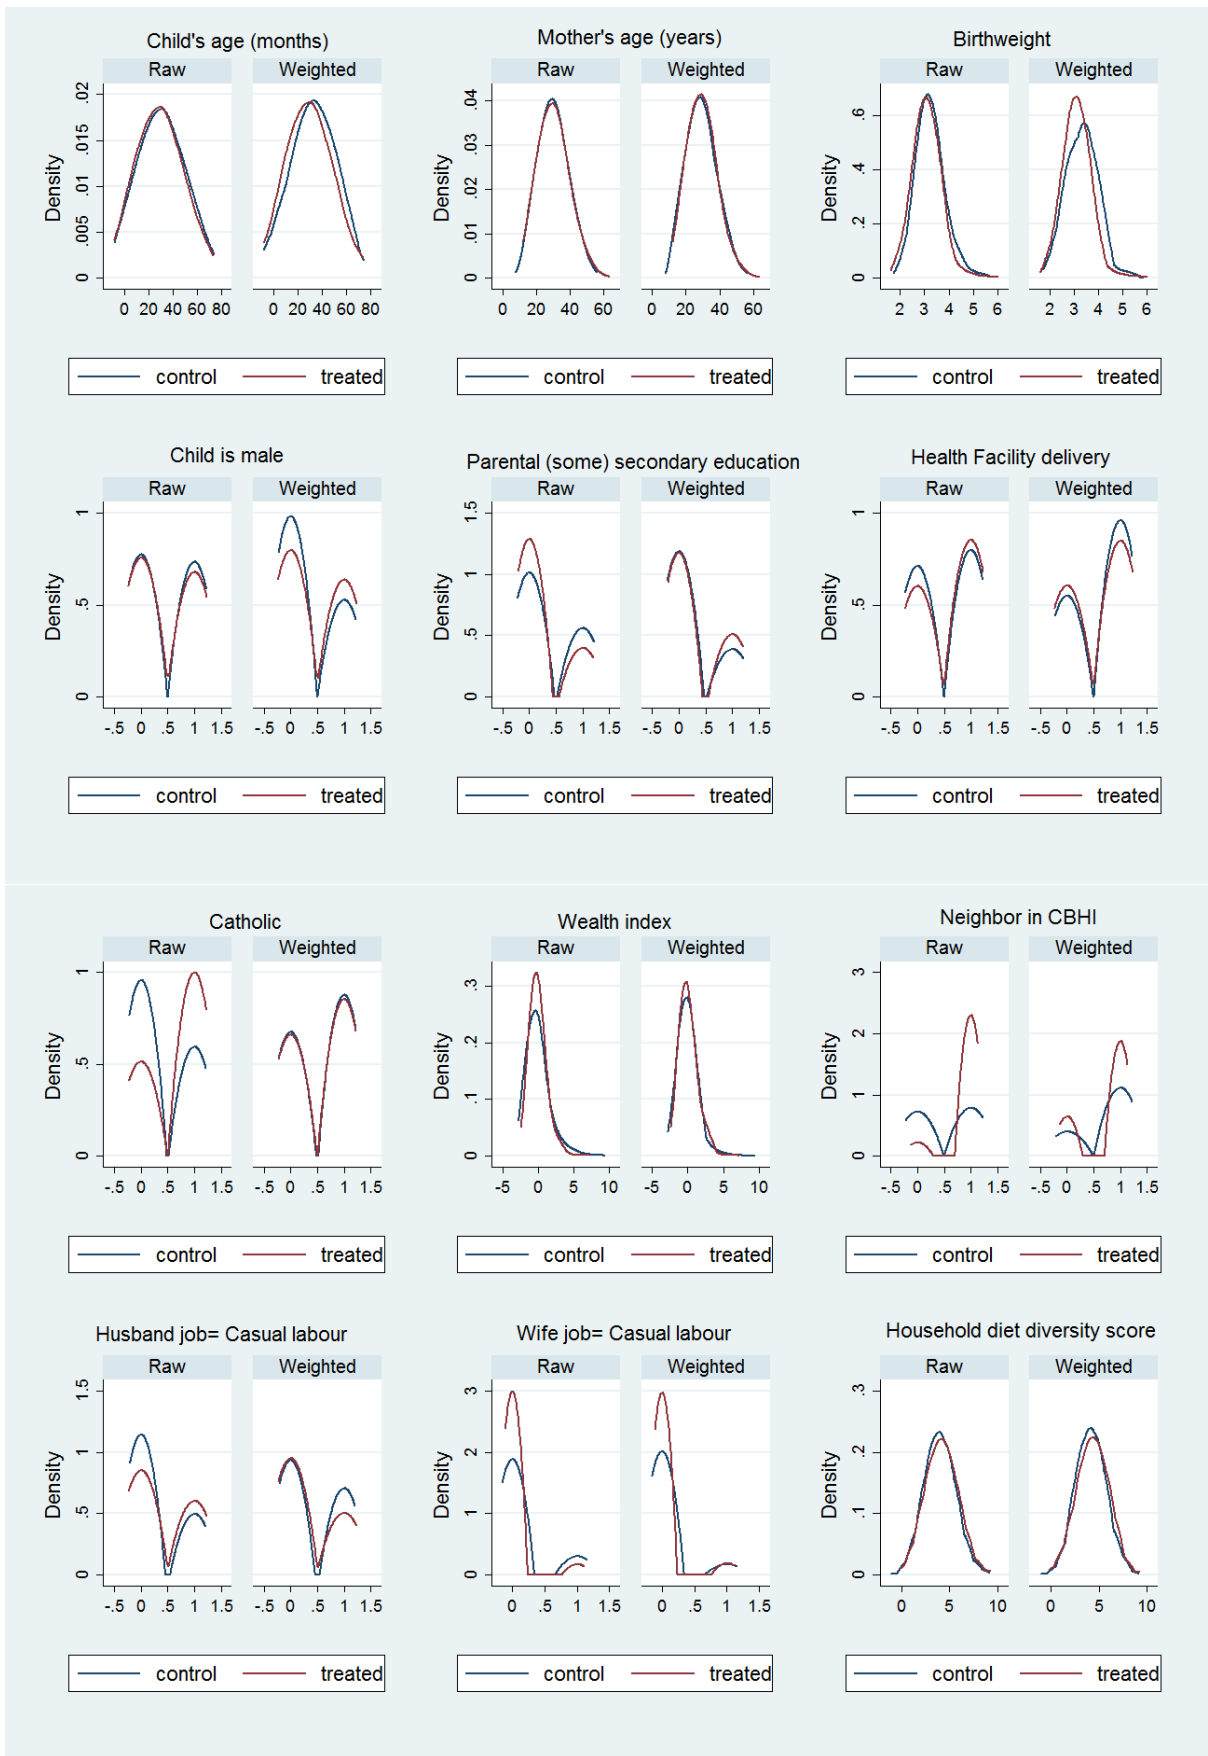 Child's age (months)
Raw Weighted
Density
0 .005 .01 .015 .02
0 20 40 60 80 0 20 40 60 80
control treated
Mother's age (years)
Raw Weighted
Density
0 .01 .02 .03 .04
0 20 40 60 0 20 40 60
control treated
Birthweight
Raw Weighted
Density
0 .2 .4 .6
2 3 4 5 6 2 3 4 5 6
control treated
Child is male
Raw Weighted
Density
0 .5 1
-.5 0 .5 1 1.5 -.5 0 .5 1 1.5
control treated
Parental (some) secondary education
Raw Weighted
Density
0 .5 1 1.5
-.5 0 .5 1 1.5 -.5 0 .5 1 1.5
control treated
Health Facility delivery
Raw Weighted
Density
0 .5 1
-.5 0 .5 1 1.5 -.5 0 .5 1 1.5
control treated
Catholic
Raw Weighted
Density
0 .5 1
-.5 0 .5 1 1.5 -.5 0 .5 1 1.5
control treated
Wealth index
Raw Weighted
Density
0 .1 .2 .3
-5 0 5 10 -5 0 5 10
control treated
Neighbor in CBHI
Raw Weighted
Density
0 1 2 3
-.5 0 .5 1 1.5 -.5 0 .5 1 1.5
control treated
Husband job= Casual labour
Raw Weighted
Density
0 .5 1 1.5
-.5 0 .5 1 1.5 -.5 0 .5 1 1.5
control treated
Wife job= Casual labour
Raw Weighted
Density
0 1 2 3
0 .5 1 1.5 0 .5 1 1.5
control treated
Household diet diversity score
Raw Weighted
Density
0 .1 .2 .3
0 5 10 0 5 10
control treated